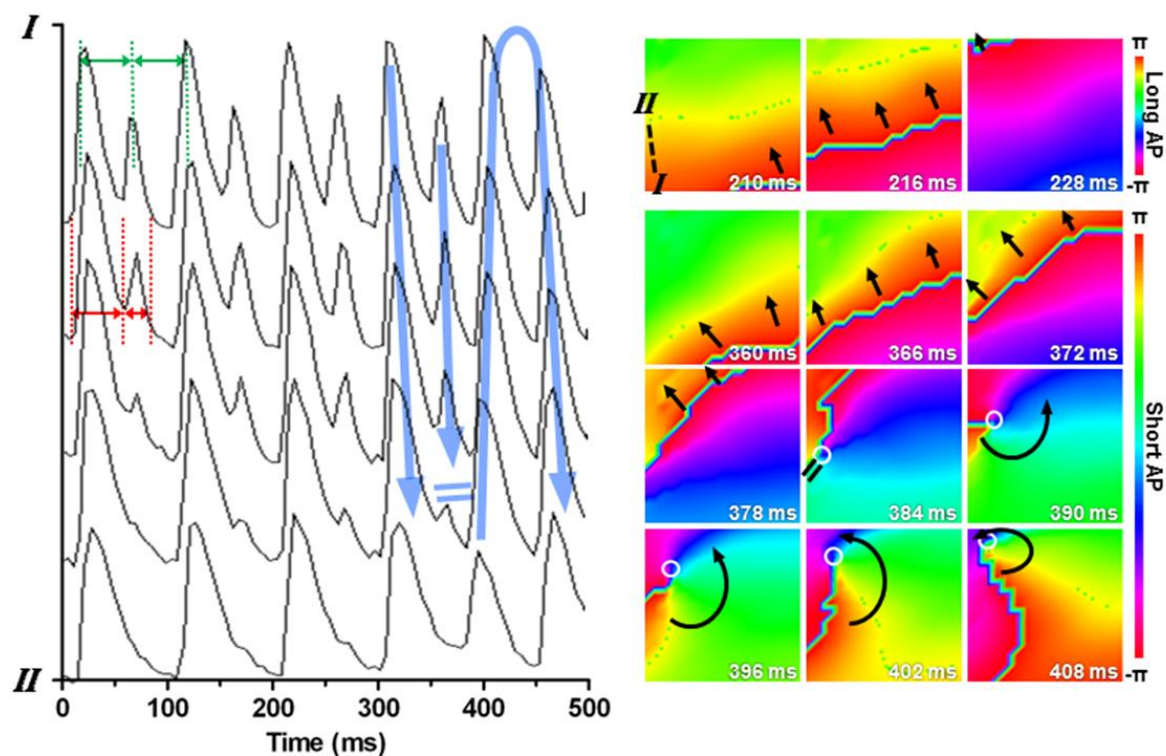 I
II
0
100
200
300
400
500
Time (ms)
II
I
210 ms
216 ms
228 ms
π
-π
Long AP
360 ms
366 ms
372 ms
378 ms
384 ms
390 ms
396 ms
402 ms
408 ms
π
-π
Short AP